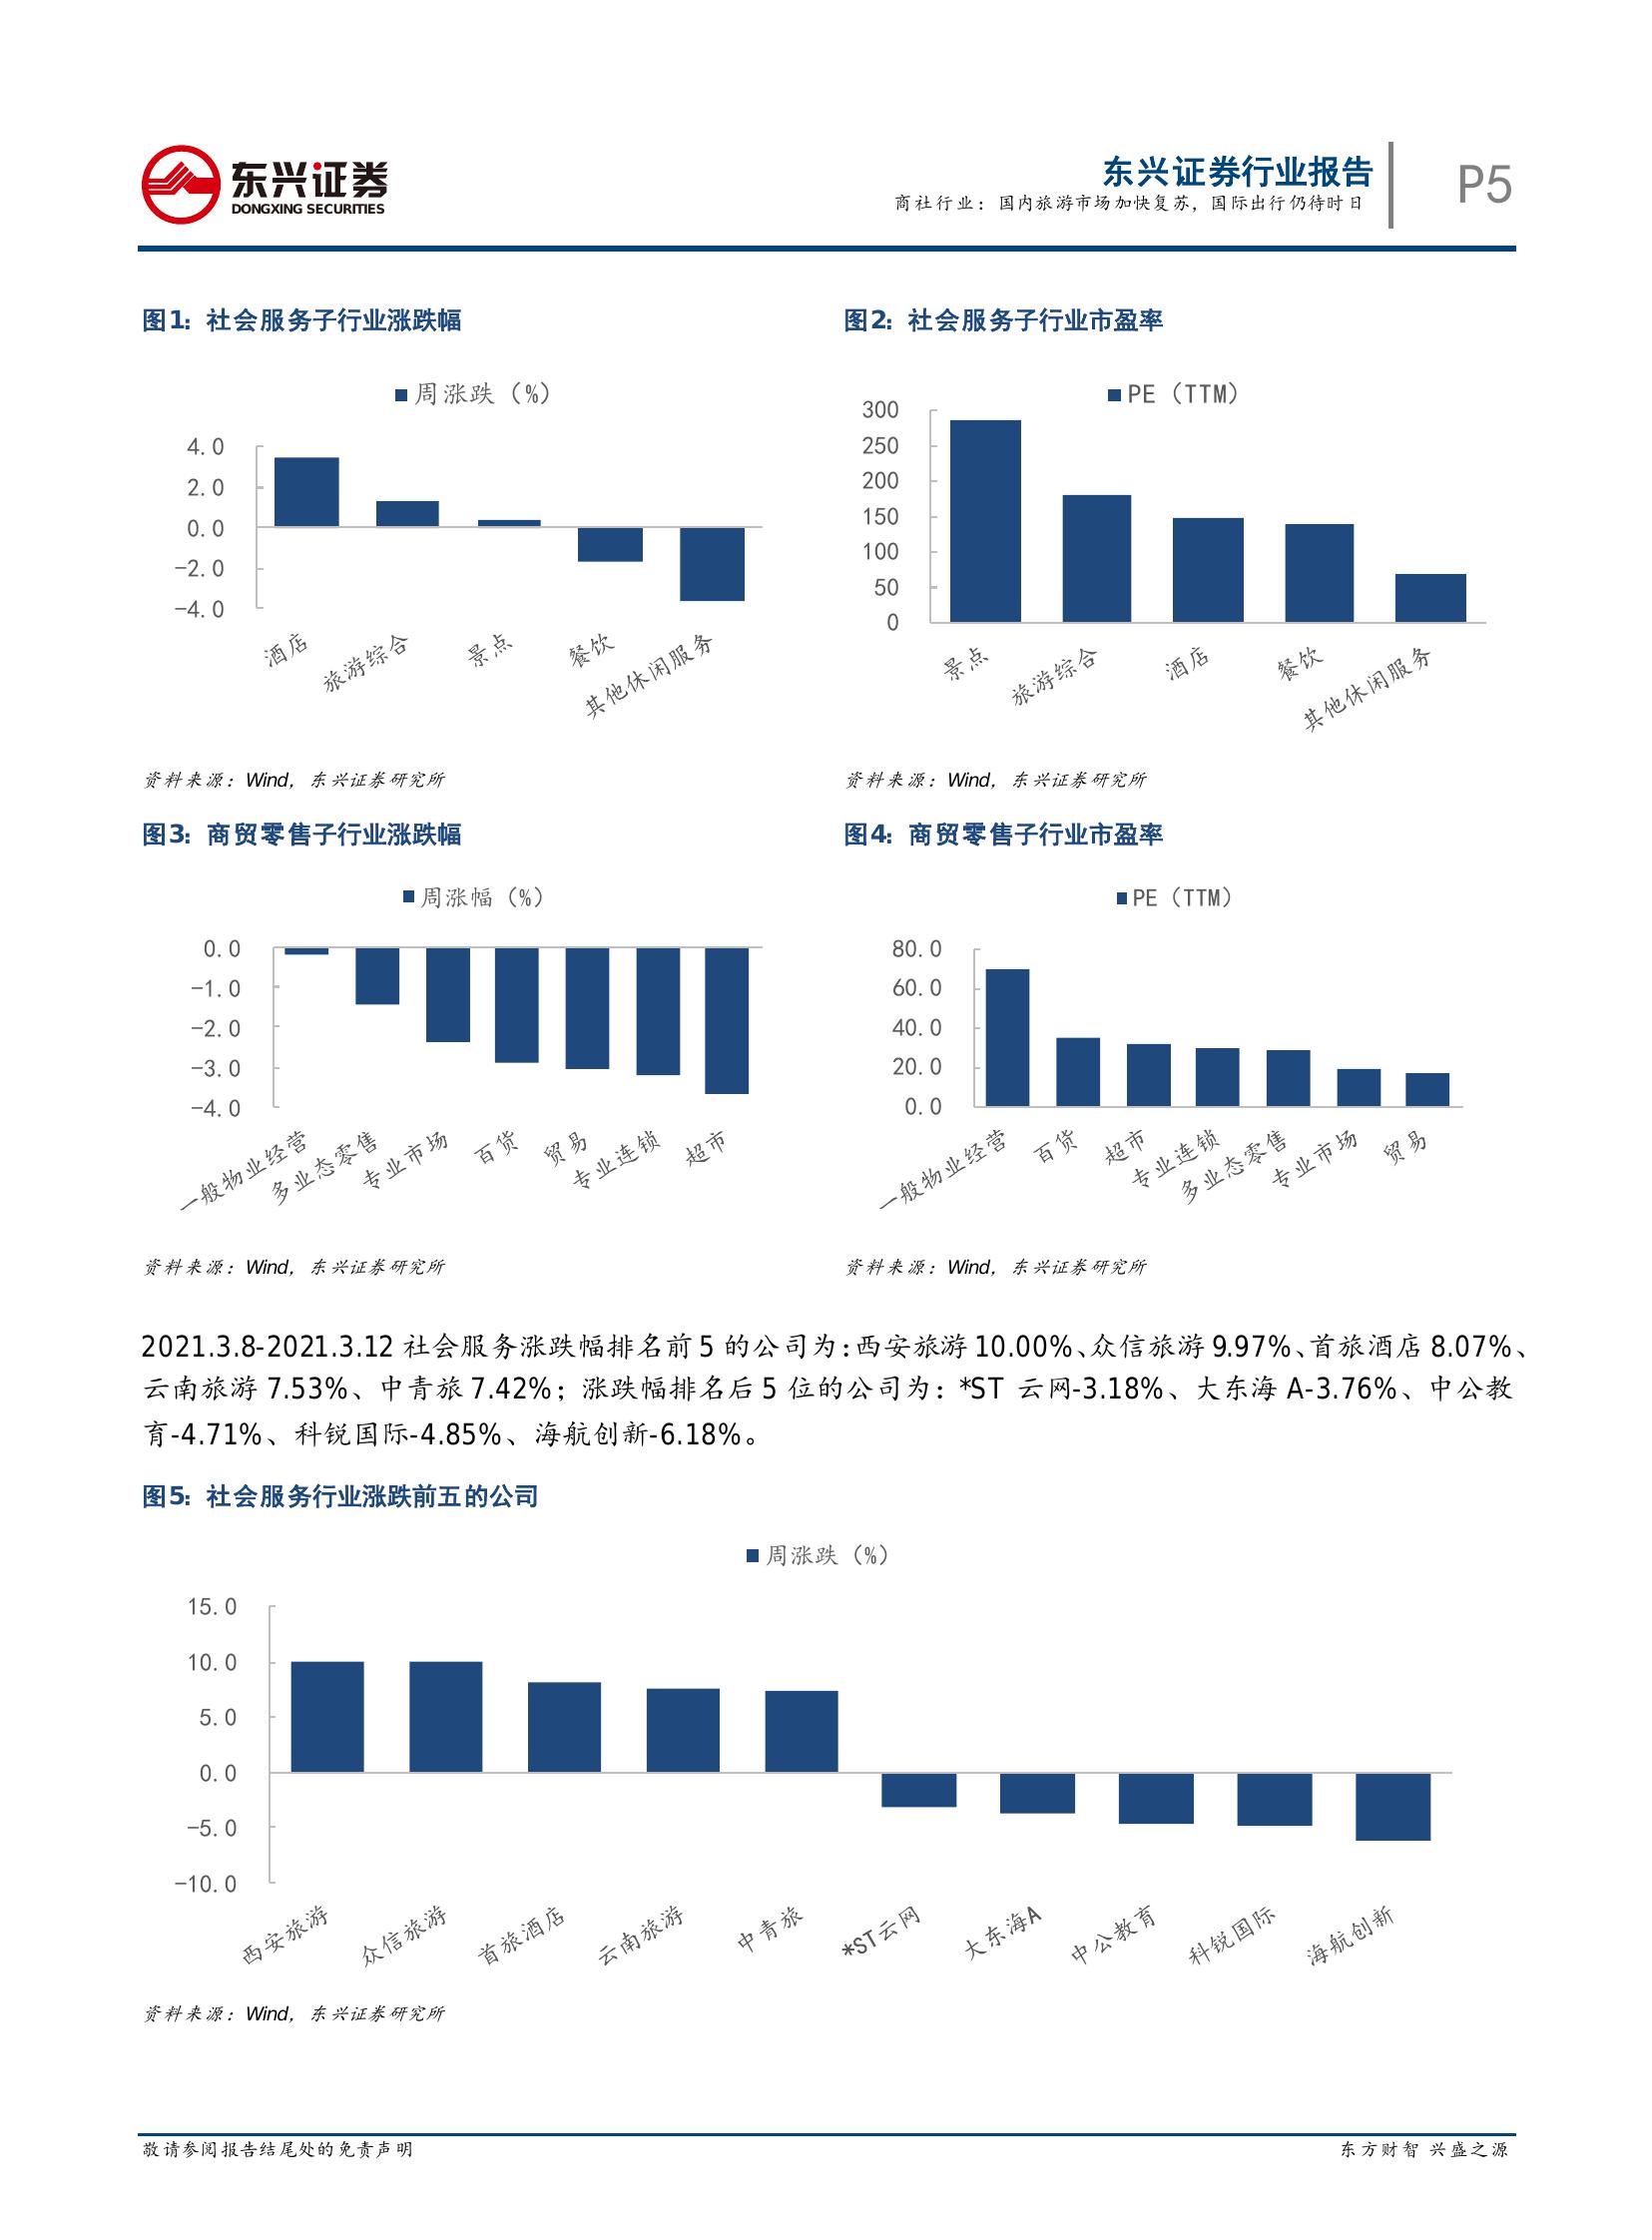 东兴证券
DONGXING SECURITIES
东兴证券行业报告
商社行业：国内旅游市场加快复苏，国际出行仍待时日
P5
图1：社会服务子行业涨跌幅
周涨跌（%）
4.0
2.0
0.0
-2.0
-4.0
酒店
旅游综合
景点
餐饮
其他休闲服务
资料来源：Wind，东兴证券研究所
图2：社会服务子行业市盈率
PE（TTM）
300
250
200
150
100
50
0
景点
旅游综合
酒店
餐饮
其他休闲服务
资料来源：Wind，东兴证券研究所
图3：商贸零售子行业涨跌幅
周涨幅（%）
0.0
-1.0
-2.0
-3.0
-4.0
一般物业经营
多业态零售
专业市场
百货
贸易
专业连锁
超市
资料来源：Wind，东兴证券研究所
图4：商贸零售子行业市盈率
PE（TTM）
80.0
60.0
40.0
20.0
0.0
一般物业经营
百货
超市
专业连锁
多业态零售
专业市场
贸易
资料来源：Wind，东兴证券研究所
2021.3.8-2021.3.12 社会服务涨跌幅排名前 5 的公司为：西安旅游 10.00%、众信旅游 9.97%、首旅酒店 8.07%、
云南旅游 7.53%、中青旅 7.42%；涨跌幅排名后 5 位的公司为：*ST 云网-3.18%、大东海 A-3.76%、中公教
育-4.71%、科锐国际-4.85%、海航创新-6.18%。
图5：社会服务行业涨跌前五的公司
周涨跌（%）
15.0
10.0
5.0
0.0
-5.0
-10.0
西安旅游
众信旅游
首旅酒店
云南旅游
中青旅
*ST云网
大东海A
中公教育
科锐国际
海航创新
资料来源：Wind，东兴证券研究所
敬请参阅报告结尾处的免责声明
东方财智 兴盛之源